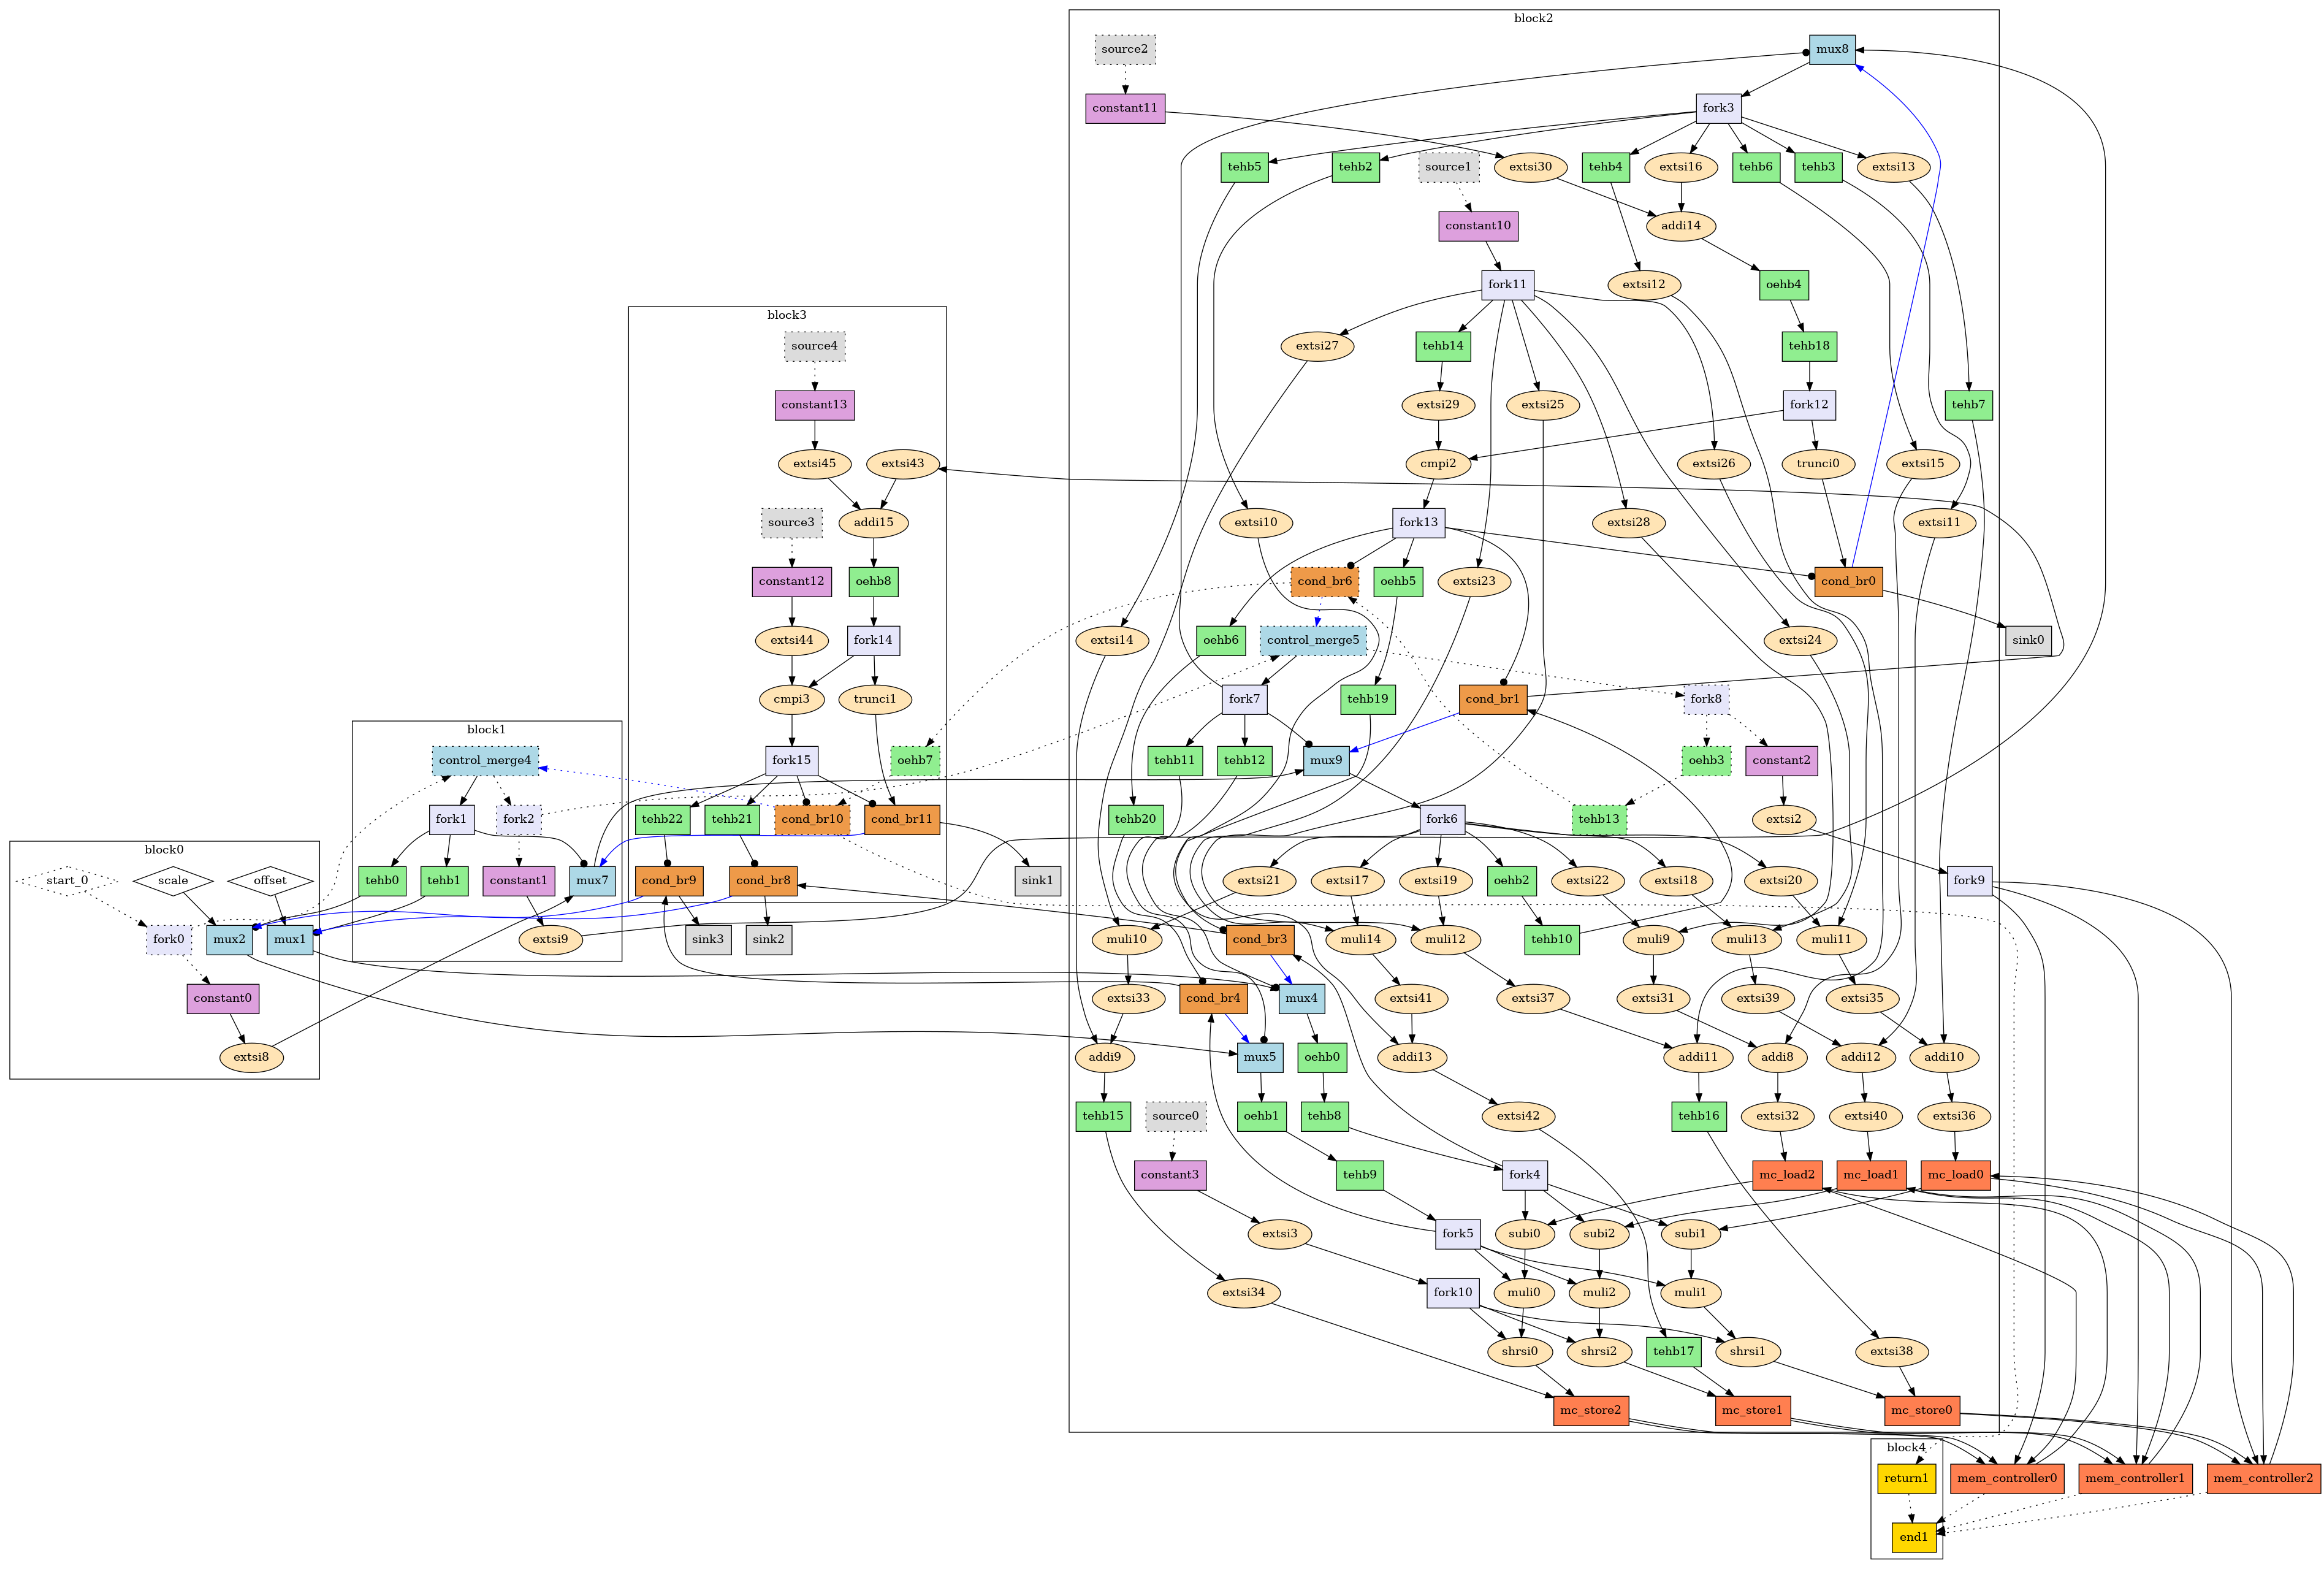 block2
source2
mux8
constant11
fork3
tehb5
tehb2
source1
extsi30
tehb4
extsi16
tehb6
tehb3
extsi13
constant10
addi14
fork11
extsi12
oehb4
block3
source4
extsi27
tehb14
tehb18
constant13
extsi29
extsi25
fork12
tehb7
extsi45
extsi43
cmpi2
extsi26
trunci0
extsi15
source3
addi15
extsi10
fork13
extsi28
extsi11
constant12
oehb8
cond_br6
oehb5
extsi23
cond_br0
extsi44
fork14
extsi14
oehb6
control_merge5
extsi24
sink0
cmpi3
trunci1
fork7
tehb19
cond_br1
fork8
block1
control_merge4
fork15
oehb7
tehb11
tehb12
mux9
oehb3
constant2
fork1
fork2
tehb22
tehb21
cond_br10
cond_br11
tehb20
fork6
tehb13
extsi2
block0
start_0
scale
offset
tehb0
tehb1
constant1
mux7
cond_br9
cond_br8
sink1
extsi21
extsi17
extsi19
oehb2
extsi22
extsi18
extsi20
fork9
fork0
mux2
mux1
extsi9
sink3
sink2
muli10
cond_br3
muli14
muli12
tehb10
muli9
muli13
muli11
constant0
extsi33
cond_br4
mux4
extsi41
extsi37
extsi31
extsi39
extsi35
extsi8
addi9
mux5
oehb0
addi13
addi11
addi8
addi12
addi10
tehb15
source0
oehb1
tehb8
extsi42
tehb16
extsi32
extsi40
extsi36
constant3
tehb9
fork4
mc_load2
mc_load1
mc_load0
extsi3
fork5
subi0
subi2
subi1
extsi34
fork10
muli0
muli2
muli1
shrsi0
shrsi2
tehb17
shrsi1
extsi38
mc_store2
mc_store1
mc_store0
block4
return1
mem_controller0
mem_controller1
mem_controller2
end1